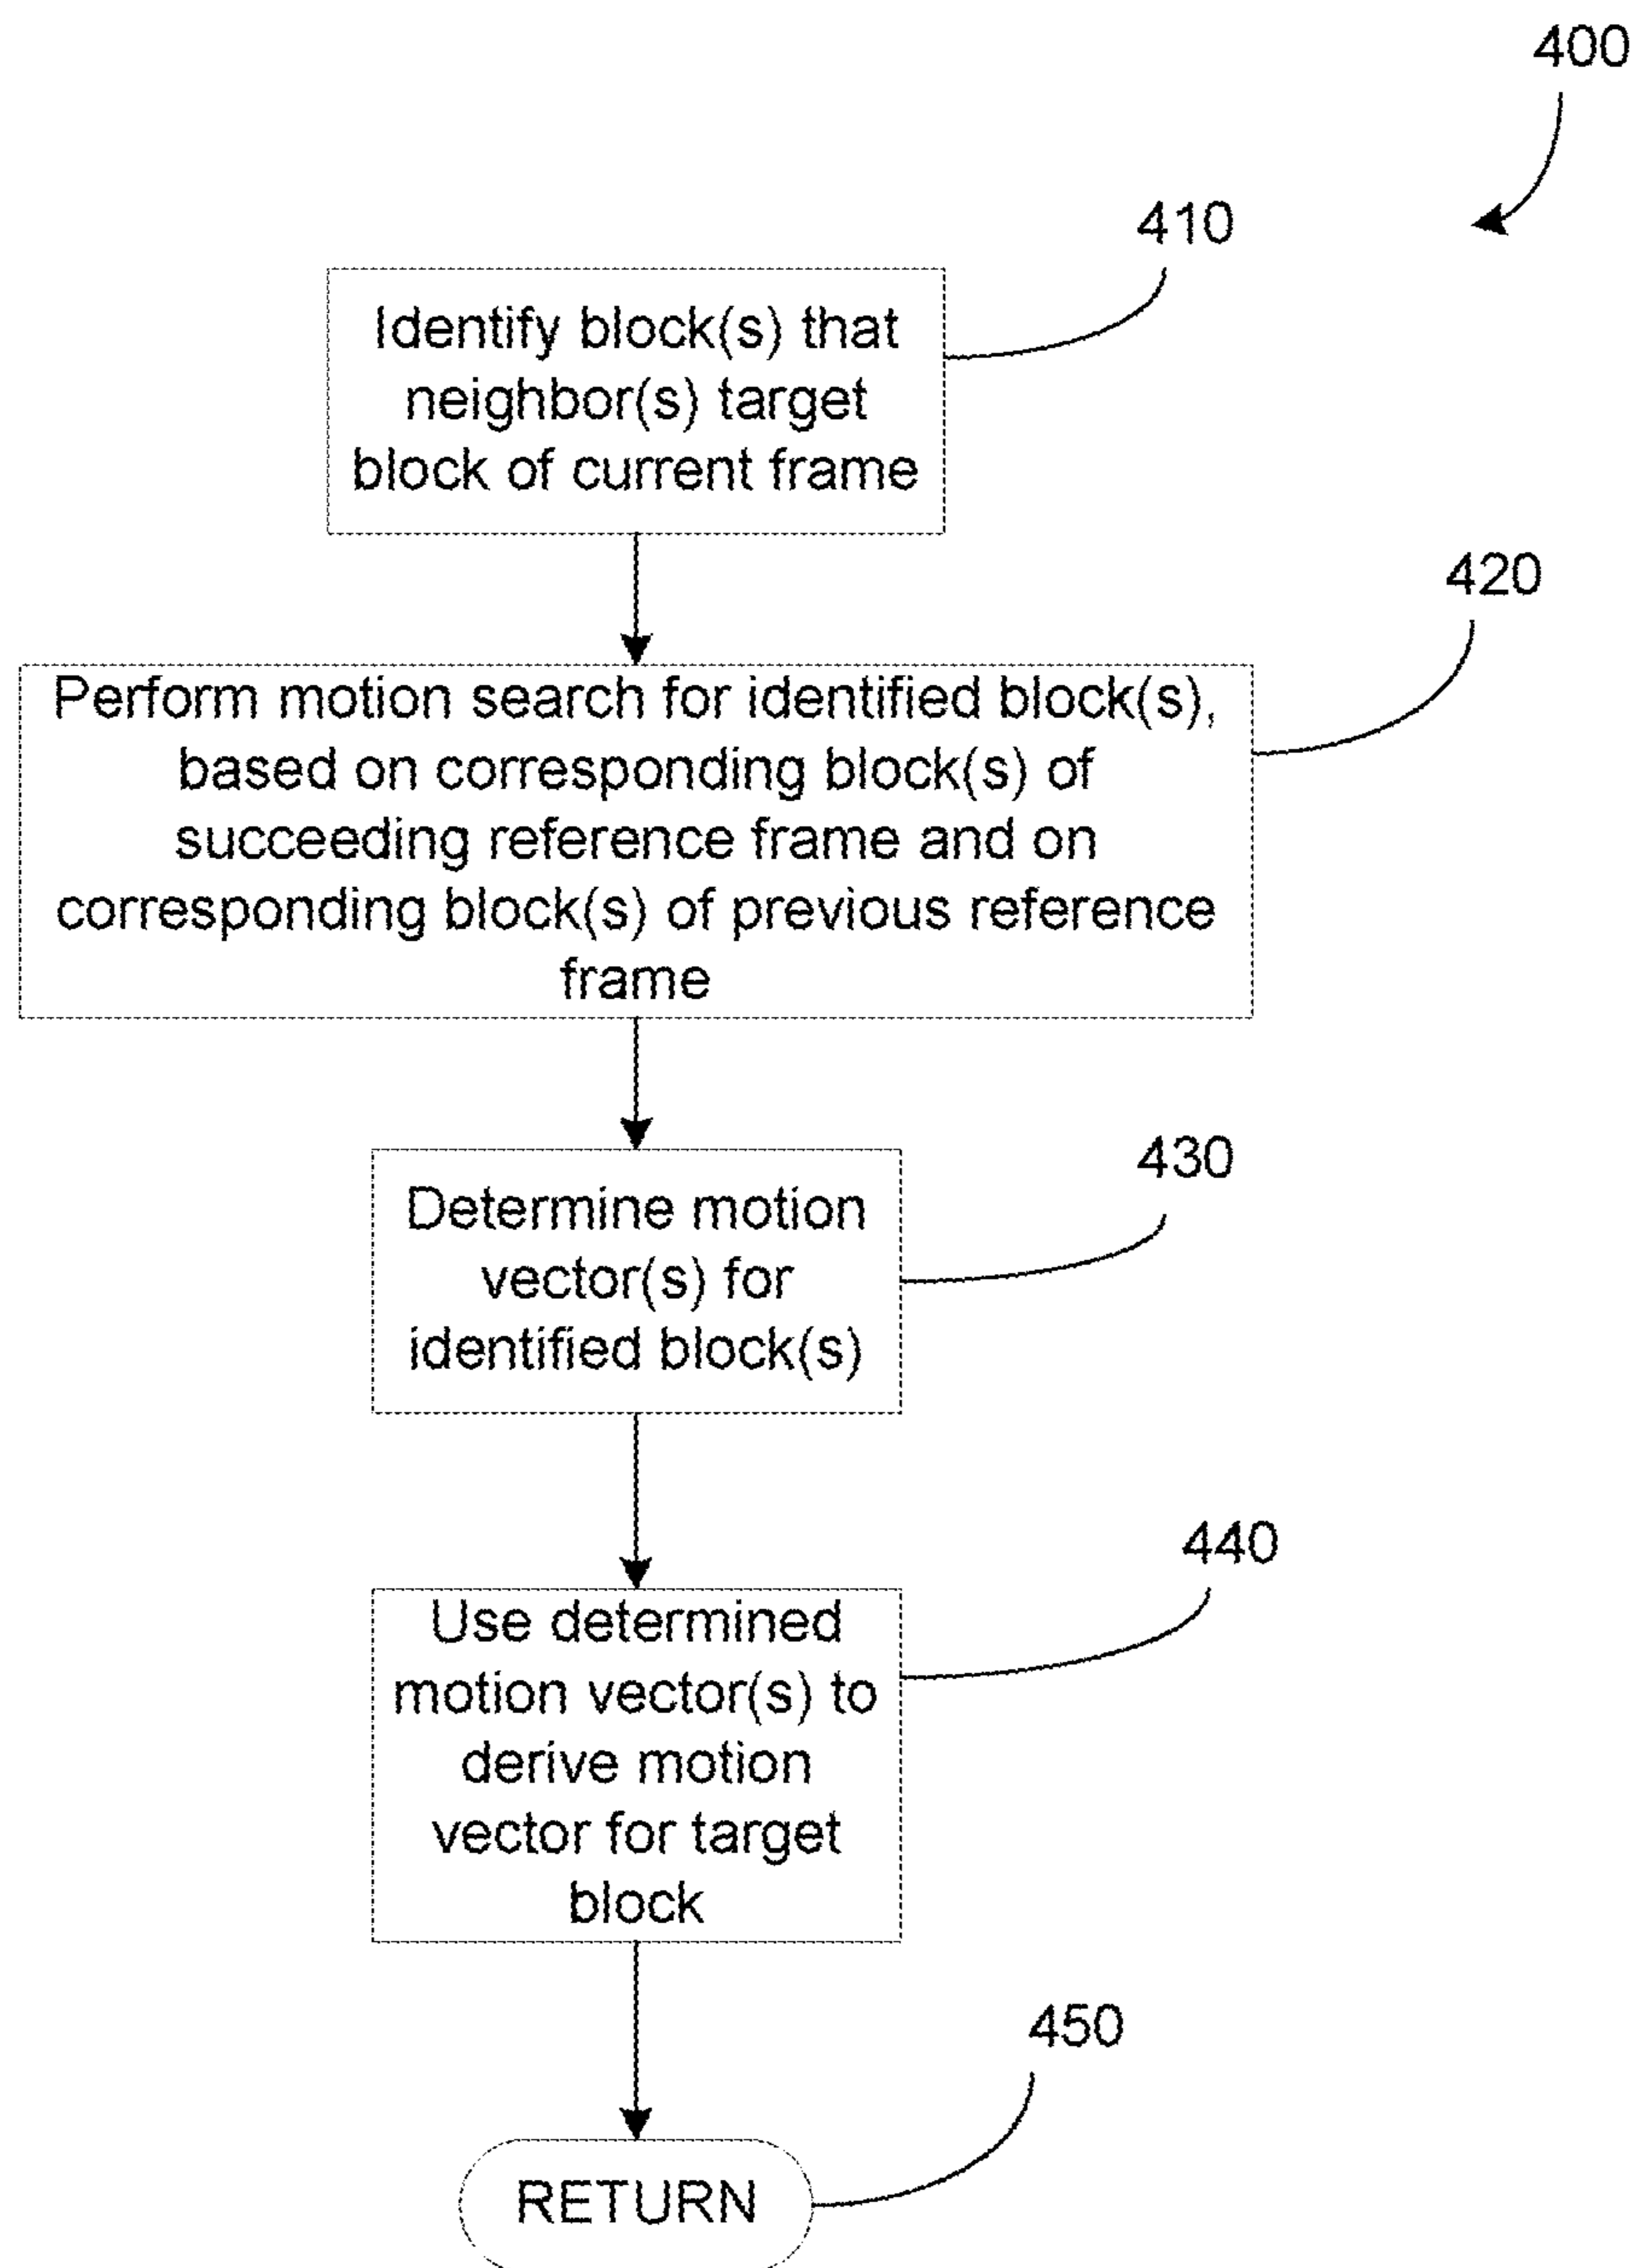 400
410
Identify block(s) that
neighbor(s) target
block of current frame
420
Perform motion search for identified block(s),
based on corresponding block(s) of
succeeding reference frame and on
corresponding block(s) of previous reference
frame
430
Determine motion
vector(s) for
identified block(s)
440
Use determined
motion vector(s) to
derive motion
vector for target
block
450
RETURN